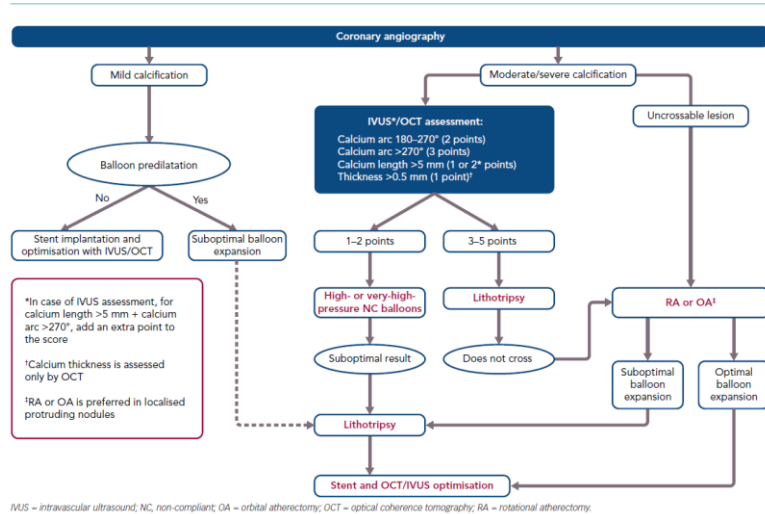 Coronary angiography
Mild calcification
Moderate/severe calcification
IVUS*/OCT assessment:
Calcium arc 180–270° (2 points)
Calcium arc >270° (3 points)
Calcium length >5 mm (1 or 2* points)
Thickness >0.5 mm (1 point)†
Uncrossable lesion
Balloon predilatation
No
Yes
Stent implantation and
optimisation with IVUS/OCT
Suboptimal balloon
expansion
1–2 points
3–5 points
High- or very-high-
pressure NC balloons
Lithotripsy
RA or OA‡
Suboptimal result
Does not cross
Suboptimal
balloon
expansion
Optimal
balloon
expansion
Lithotripsy
Stent and OCT/IVUS optimisation
*In case of IVUS assessment, for
calcium length >5 mm + calcium
arc >270°, add an extra point to
the score
†Calcium thickness is assessed
only by OCT
‡RA or OA is preferred in localised
protruding nodules
IVUS = intravascular ultrasound; NC, non-compliant; OA = orbital atherectomy; OCT = optical coherence tomography; RA = rotational atherectomy.